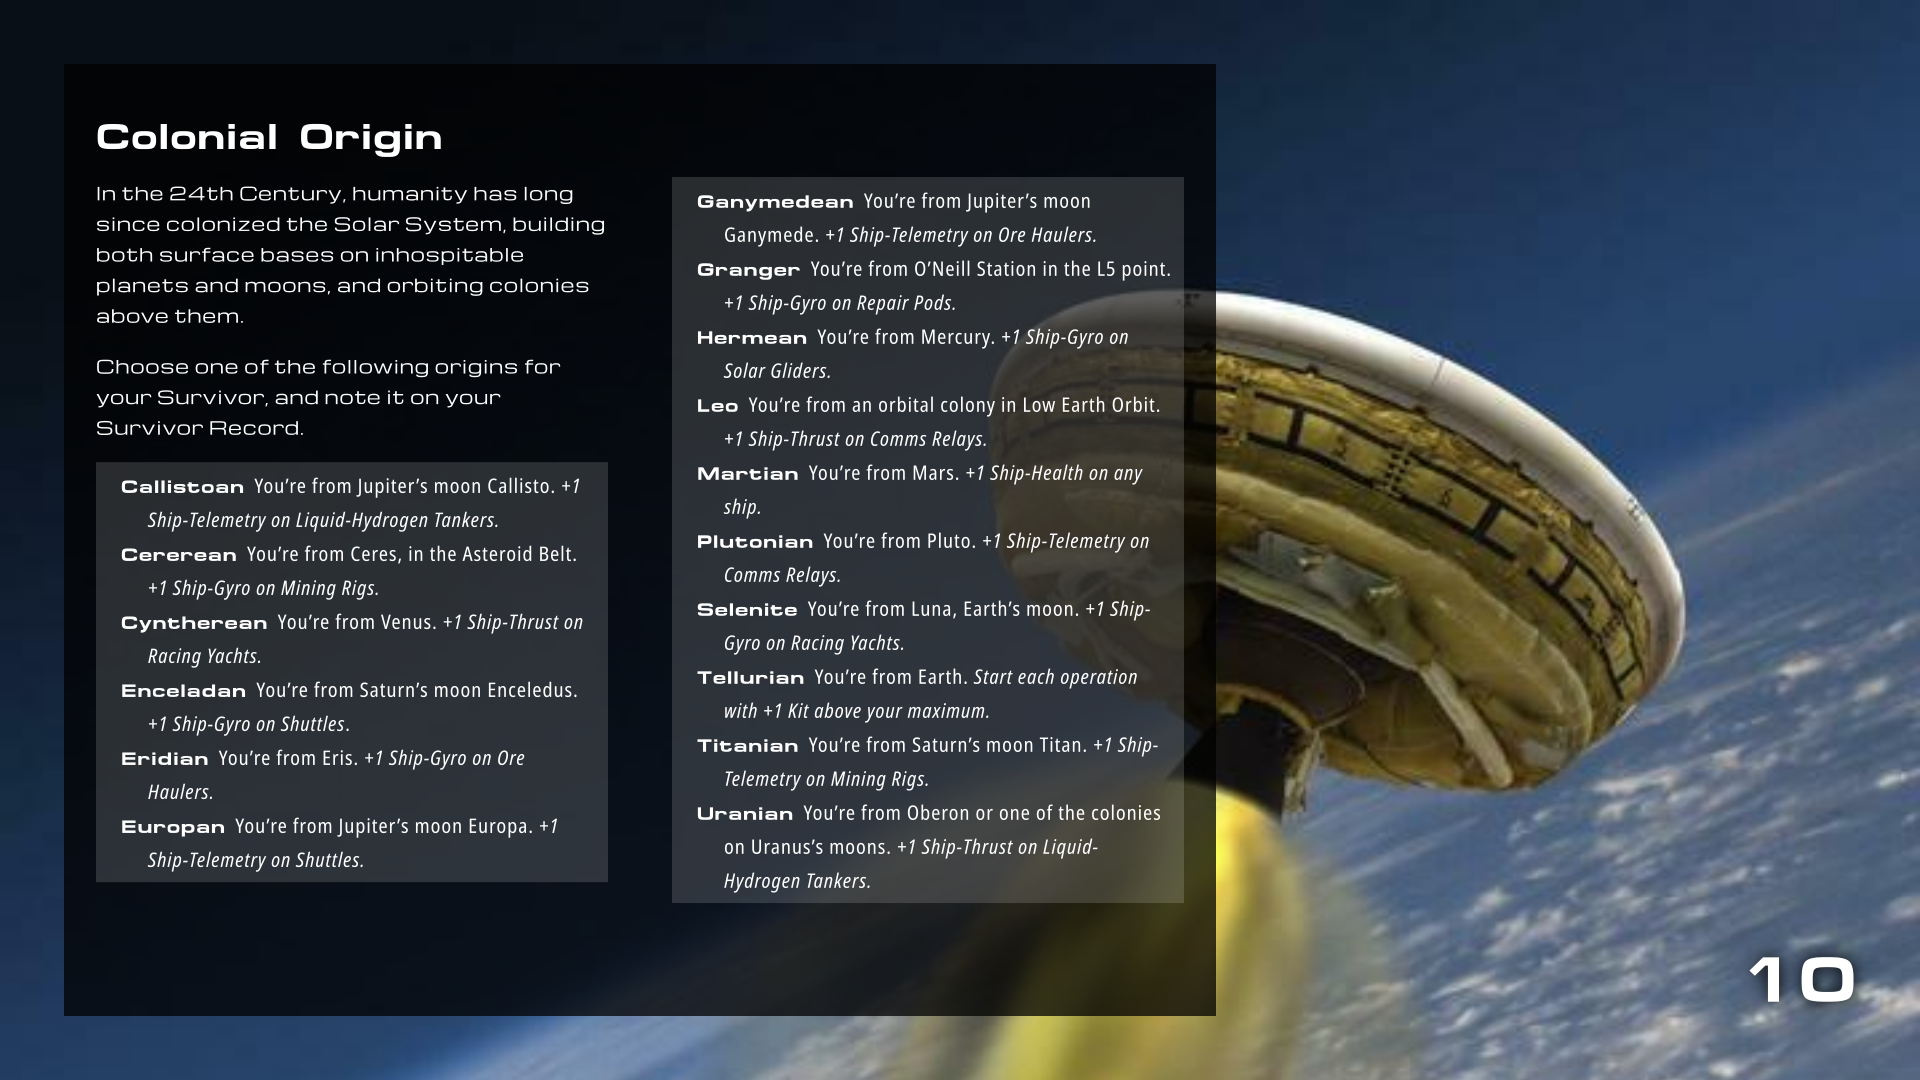 Colonial Origin
In the 24th Century, humanity has long
since colonized the Solar System, building
both surface bases on inhospitable
planets and moons, and orbiting colonies
above them.
Choose one of the following origins for
your Survivor, and note it on your
Survivor Record.
Callistoan You're from Jupiter's moon Callisto. +1
Ship-Telemetry on Liquid-Hydrogen Tankers.
Cererean You're from Ceres, in the Asteroid Belt.
+1 Ship-Gyro on Mining Rigs.
Cyntherean You're from Venus. +1 Ship-Thrust on
Racing Yachts.
Enceladan You're from Saturn's moon Enceledus.
+1 Ship-Gyro on Shuttles.
Eridian You're from Eris. +1 Ship-Gyro on Ore
Haulers.
Europan You're from Jupiter's moon Europa. +1
Ship-Telemetry on Shuttles.
Ganymedean You're from Jupiter's moon
Ganymede. +1 Ship-Telemetry on Ore Haulers.
Granger You're from O'Neill Station in the L5 point.
+1 Ship-Gyro on Repair Pods.
Hermean You're from Mercury. +1 Ship-Gyro on
Solar Gliders.
Leo You're from an orbital colony in Low Earth Orbit.
+1 Ship-Thrust on Comms Relays.
Martian You're from Mars. +1 Ship-Health on any
ship.
Plutonian You're from Pluto. +1 Ship-Telemetry on
Comms Relays.
Selenite You're from Luna, Earth's moon. +1 Ship-
Gyro on Racing Yachts.
Tellurian You're from Earth. Start each operation
with +1 Kit above your maximum.
Titanian You're from Saturn's moon Titan. +1 Ship-
Telemetry on Mining Rigs.
Uranian You're from Oberon or one of the colonies
on Uranus's moons. +1 Ship-Thrust on Liquid-
Hydrogen Tankers.
10